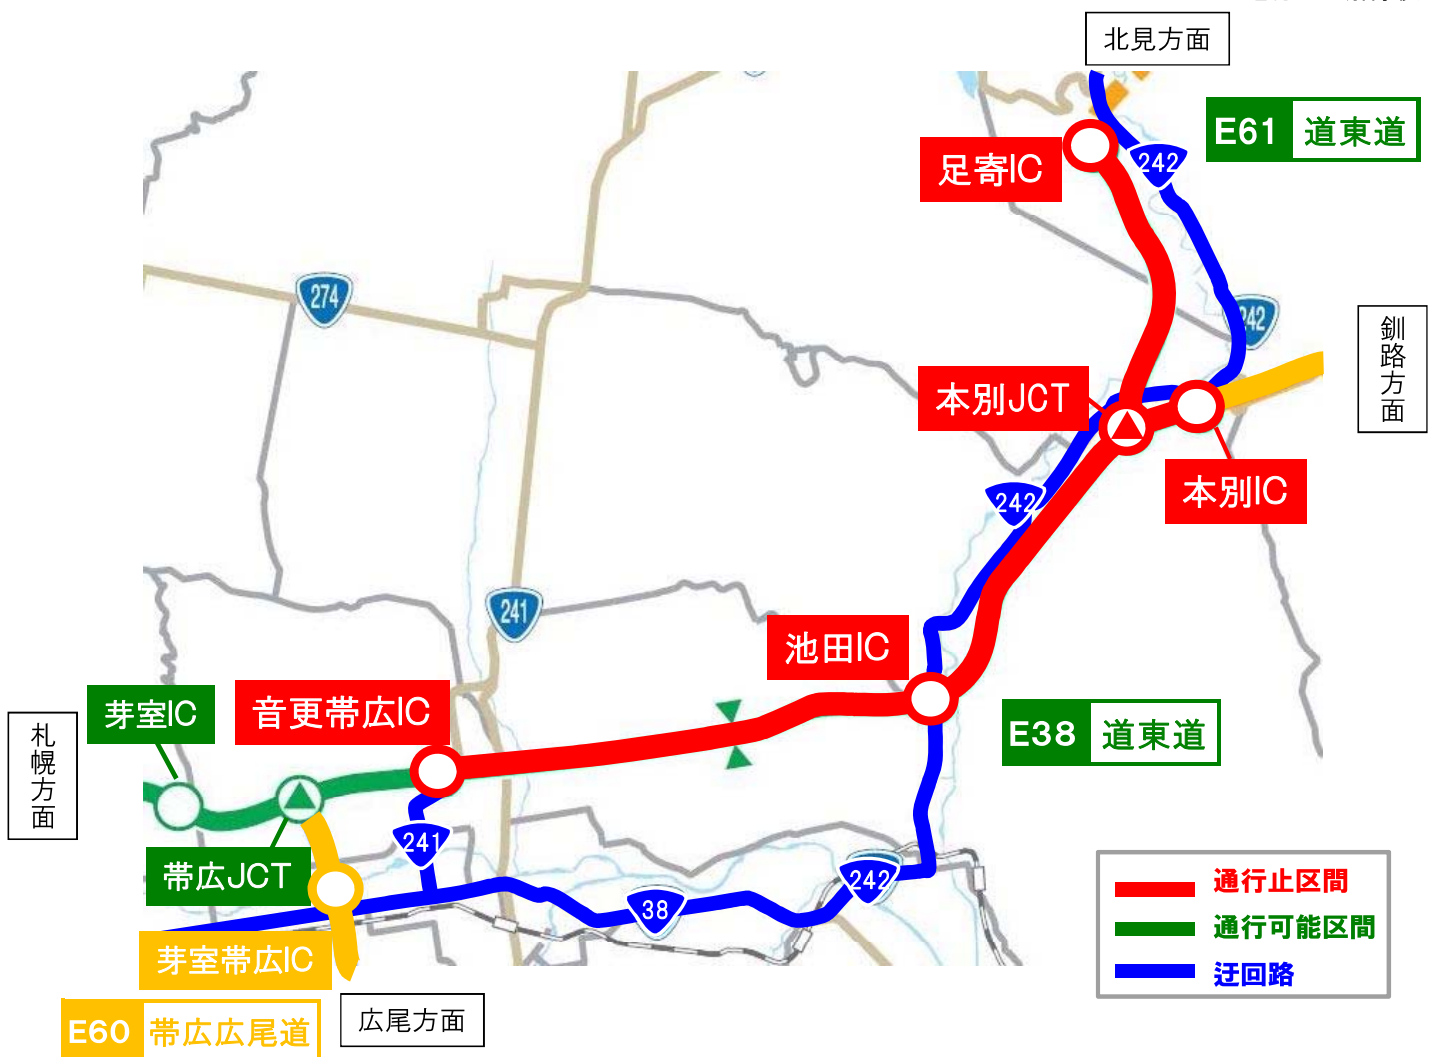 北見方面
E61 道東道
足寄IC
242
274
242
釧路方面
本別JCT
本別IC
242
241
池田IC
芽室IC
音更帯広IC
E38 道東道
札幌方面
241
帯広JCT
242
38
通行止区間
通行可能区間
迂回路
芽室帯広IC
E60 帯広広尾道
広尾方面